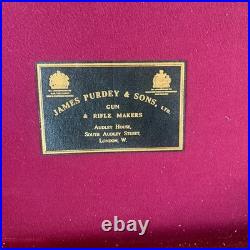 JAMES PURDEY & SONS, LTD.
GUN
& RIFLE MAKERS
AUDLEY HOUSE,
SOUTH AUDLEY STREET,
LONDON, W.